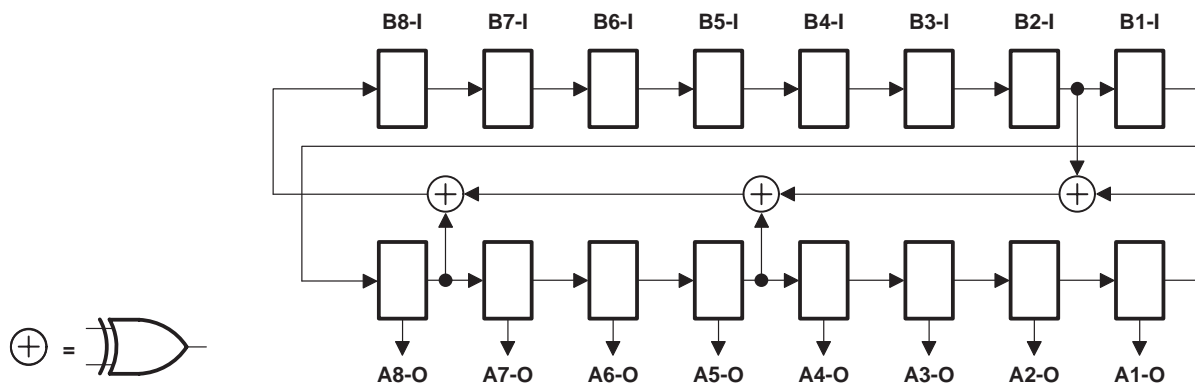 B8-I B7-I B6-I B5-I B4-I B3-I B2-I B1-I
=
A8-O A7-O A6-O A5-O A4-O A3-O A2-O A1-O